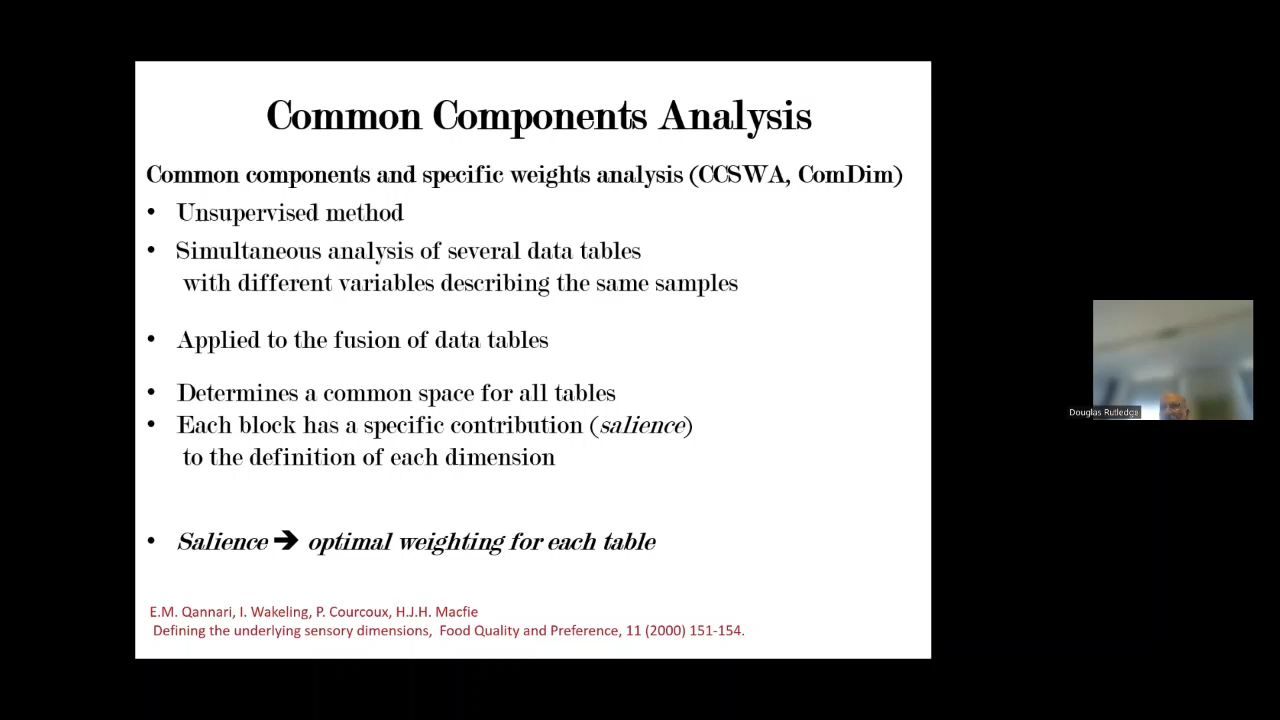 Common Components Analysis
Common components and specific weights analysis (CCSWA, ComDim)
• Unsupervised method
• Simultaneous analysis of several data tables
with different variables describing the same samples
• Applied to the fusion of data tables
• Determines a common space for all tables
• Each block has a specific contribution (salience)
to the definition of each dimension
• Salience ➔ optimal weighting for each table
E.M. Qannari, I. Wakeling, P. Courcoux, H.J.H. Macfie
Defining the underlying sensory dimensions, Food Quality and Preference, 11 (2000) 151-154.
Douglas Rutledge